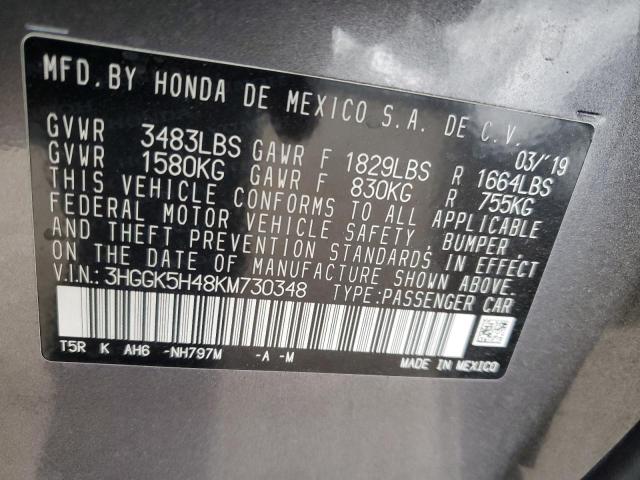 MFD. BY HONDA DE MEXICO S.A. DE C.V.
03/'19
GVWR 3483LBS GAWR F 1829LBS R 1664LBS
GVWR 1580KG GAWR F 830KG R 755KG
THIS VEHICLE CONFORMS TO ALL APPLICABLE
FEDERAL MOTOR VEHICLE SAFETY, BUMPER,
AND THEFT PREVENTION STANDARDS IN EFFECT
ON THE DATE OF MANUFACTURE SHOWN ABOVE.
V.I.N.: 3HGGK5H48KM730348 TYPE:PASSENGER CAR
T5R K AH6 -NH797M -A -M
MADE IN MEXICO